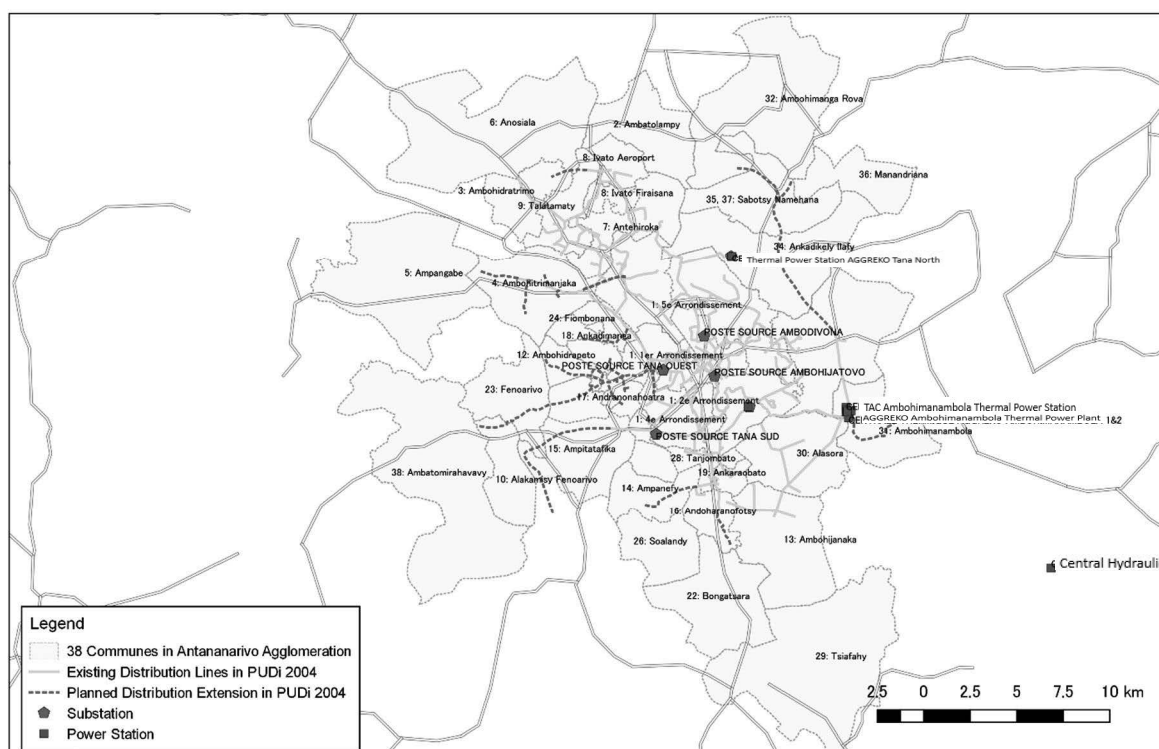 32: Ambohimanga Rova
6: Anosiala
2: Ambatolampy
8: Ivato Aeroport
36: Manandriana
3: Ambohidratrimo
8: Ivato Firaisana
35, 37: Sabotsy Namehana
9: Talatamaty
7: Antehiroka
34: Ankadikely Ilafy
Thermal Power Station AGGREKO Tana North
5: Ampangabe
4: Ambohitrimanjaka
1: 5e Arrondissement
24: Fiombonana
18: Ankadimanga
POSTE SOURCE AMBODIVONA
12: Ambohidrapeto
1: 1er Arrondissement
POSTE SOURCE TANA OUEST
POSTE SOURCE AMBOHIJATOVO
23: Fenoarivo
17: Andranonahoatra
1: 2e Arrondissement
TAC Ambohimanambola Thermal Power Station
AGGREKO Ambohimanambola Thermal Power Plant 1&2
1: 4e Arrondissement
31: Ambohimanambola
POSTE SOURCE TANA SUD
15: Ampitatafika
30: Alasora
28: Tanjombato
38: Ambatomirahavavy
19: Ankaraobato
10: Alakamisy Fenoarivo
14: Ampanefy
16: Andoharanofotsy
26: Soalandy
13: Ambohijanaka
Central Hydrauli
22: Bongatsara
29: Tsiafahy
Legend
38 Communes in Antananarivo Agglomeration
Existing Distribution Lines in PUDi 2004
Planned Distribution Extension in PUDi 2004
Substation
Power Station
2.5 0 2.5 5 7.5 10 km